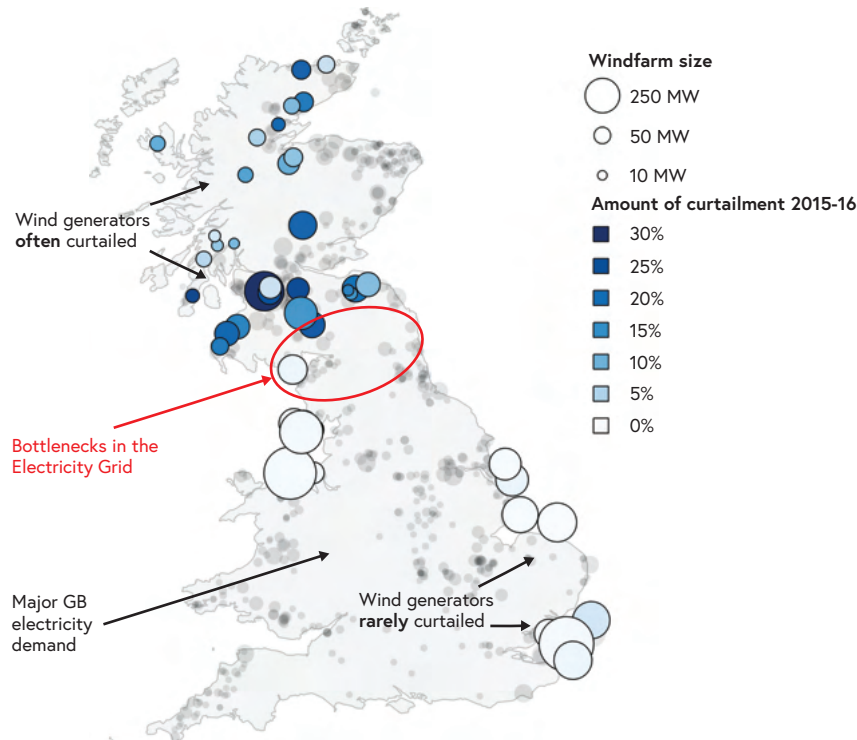 Windfarm size
250 MW
50 MW
10 MW
Amount of curtailment 2015-16
30%
25%
20%
15%
10%
5%
0%
Wind generators
often curtailed
Bottlenecks in the
Electricity Grid
Major GB
electricity
demand
Wind generators
rarely curtailed